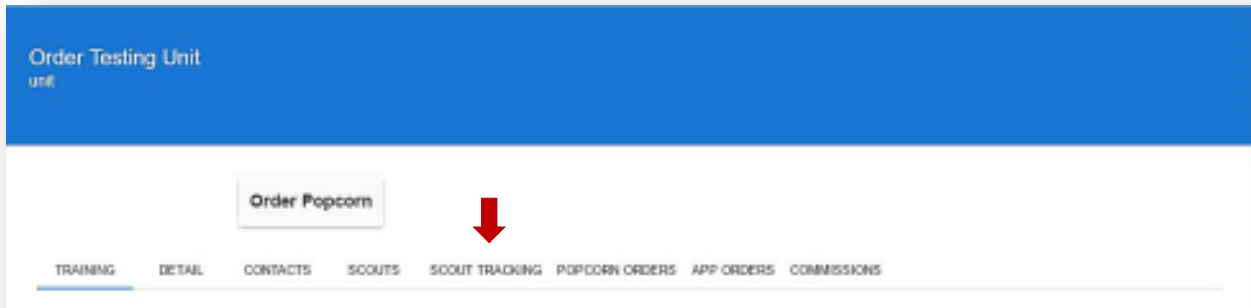 Order Testing Unit
unit
Order Popcorn
TRAINING DETAIL CONTACTS SCOUTS SCOUT TRACKING POPCORN ORDERS APP ORDERS COMMISSIONS